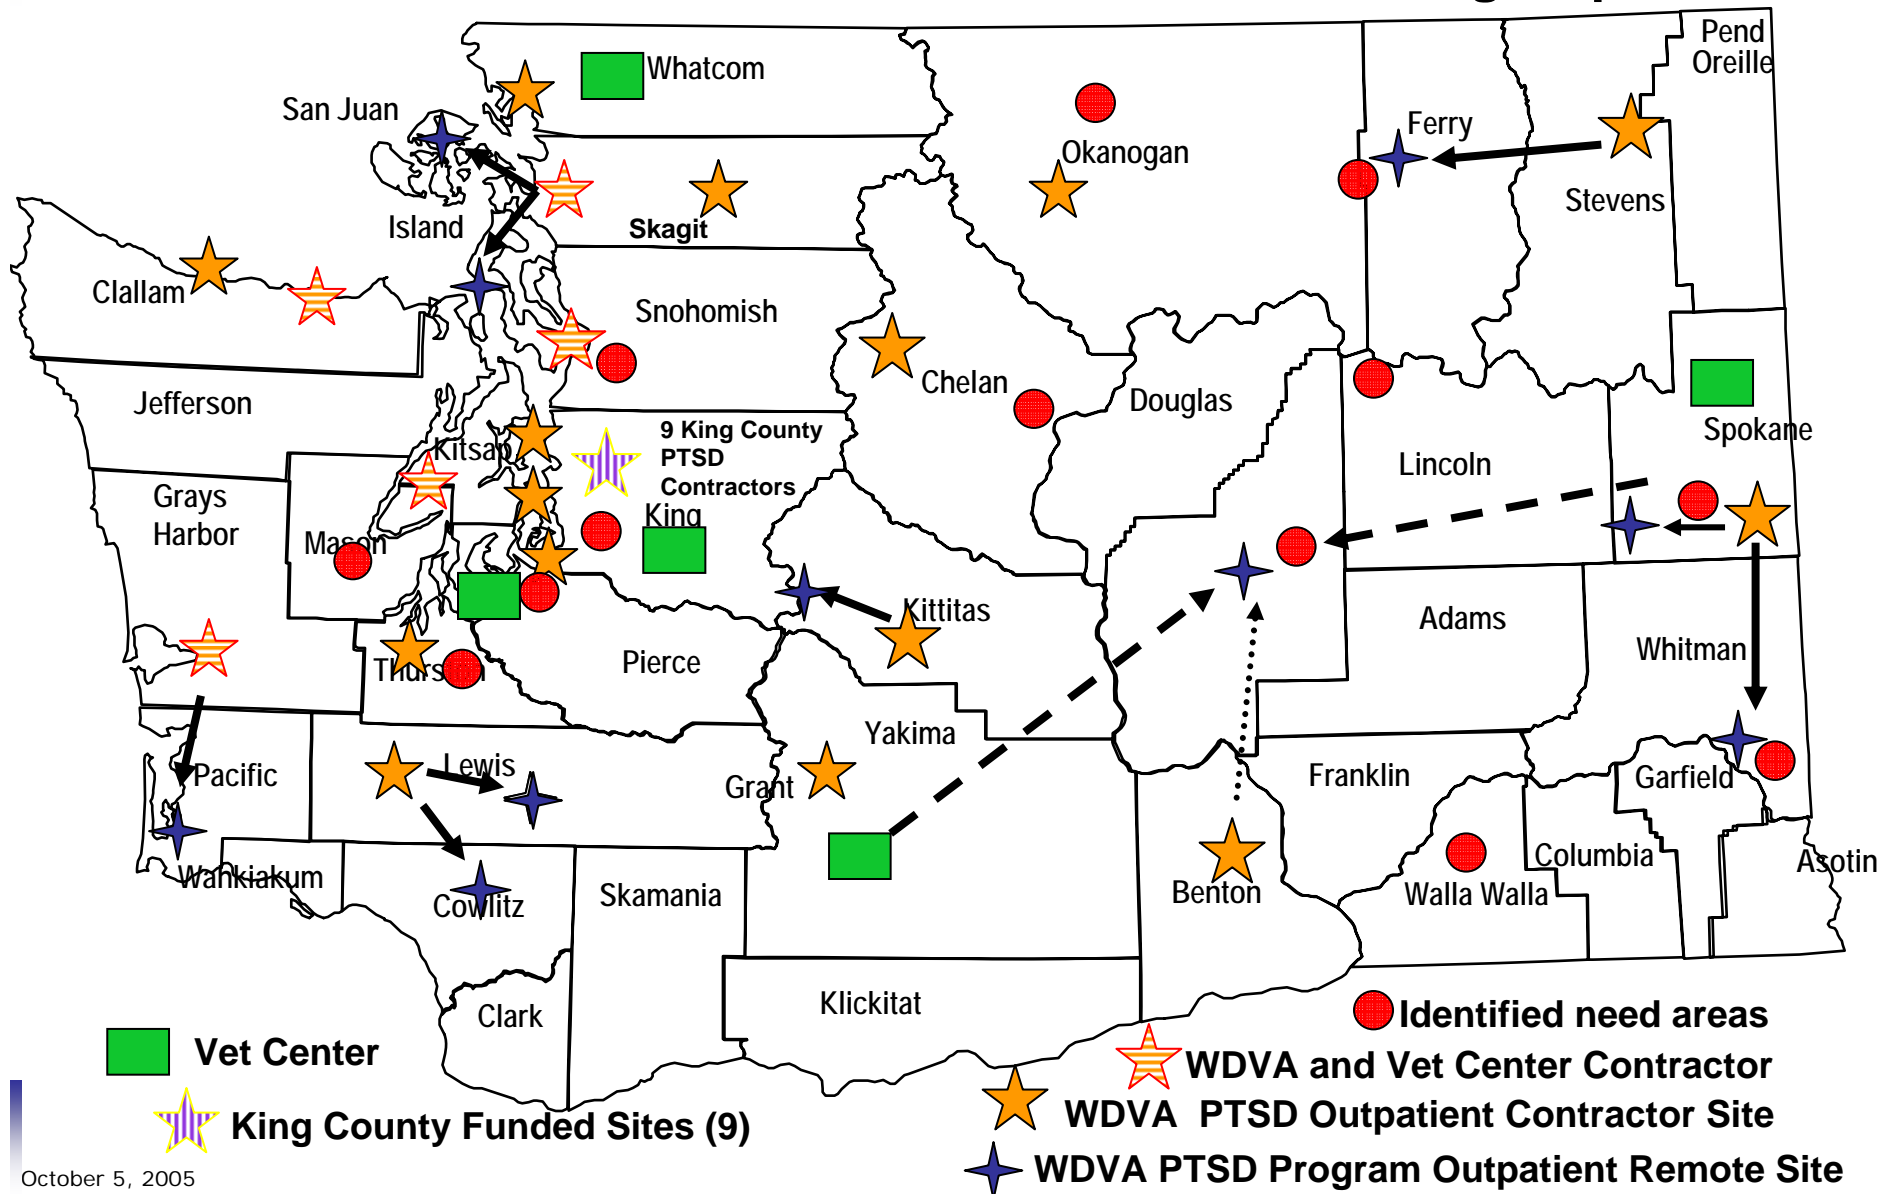 Pend
Oreille
Whatcom
San Juan
Ferry
Okanogan
Stevens
Island
Skagit
Clallam
Snohomish
Chelan
Douglas
Jefferson
Spokane
9 King County
PTSD
Contractors
Kitsap
Lincoln
Grays
Harbor
King
Mason
Kittitas
Adams
Whitman
Pierce
Yakima
Lewis
Pacific
Grant
Franklin
Garfield
Columbia
Asotin
Wahkiakum
Cowlitz
Skamania
Benton
Walla Walla
Klickitat
Clark
Identified need areas
Vet Center
WDVA and Vet Center Contractor
King County Funded Sites (9)
WDVA PTSD Outpatient Contractor Site
WDVA PTSD Program Outpatient Remote Site
October 5, 2005